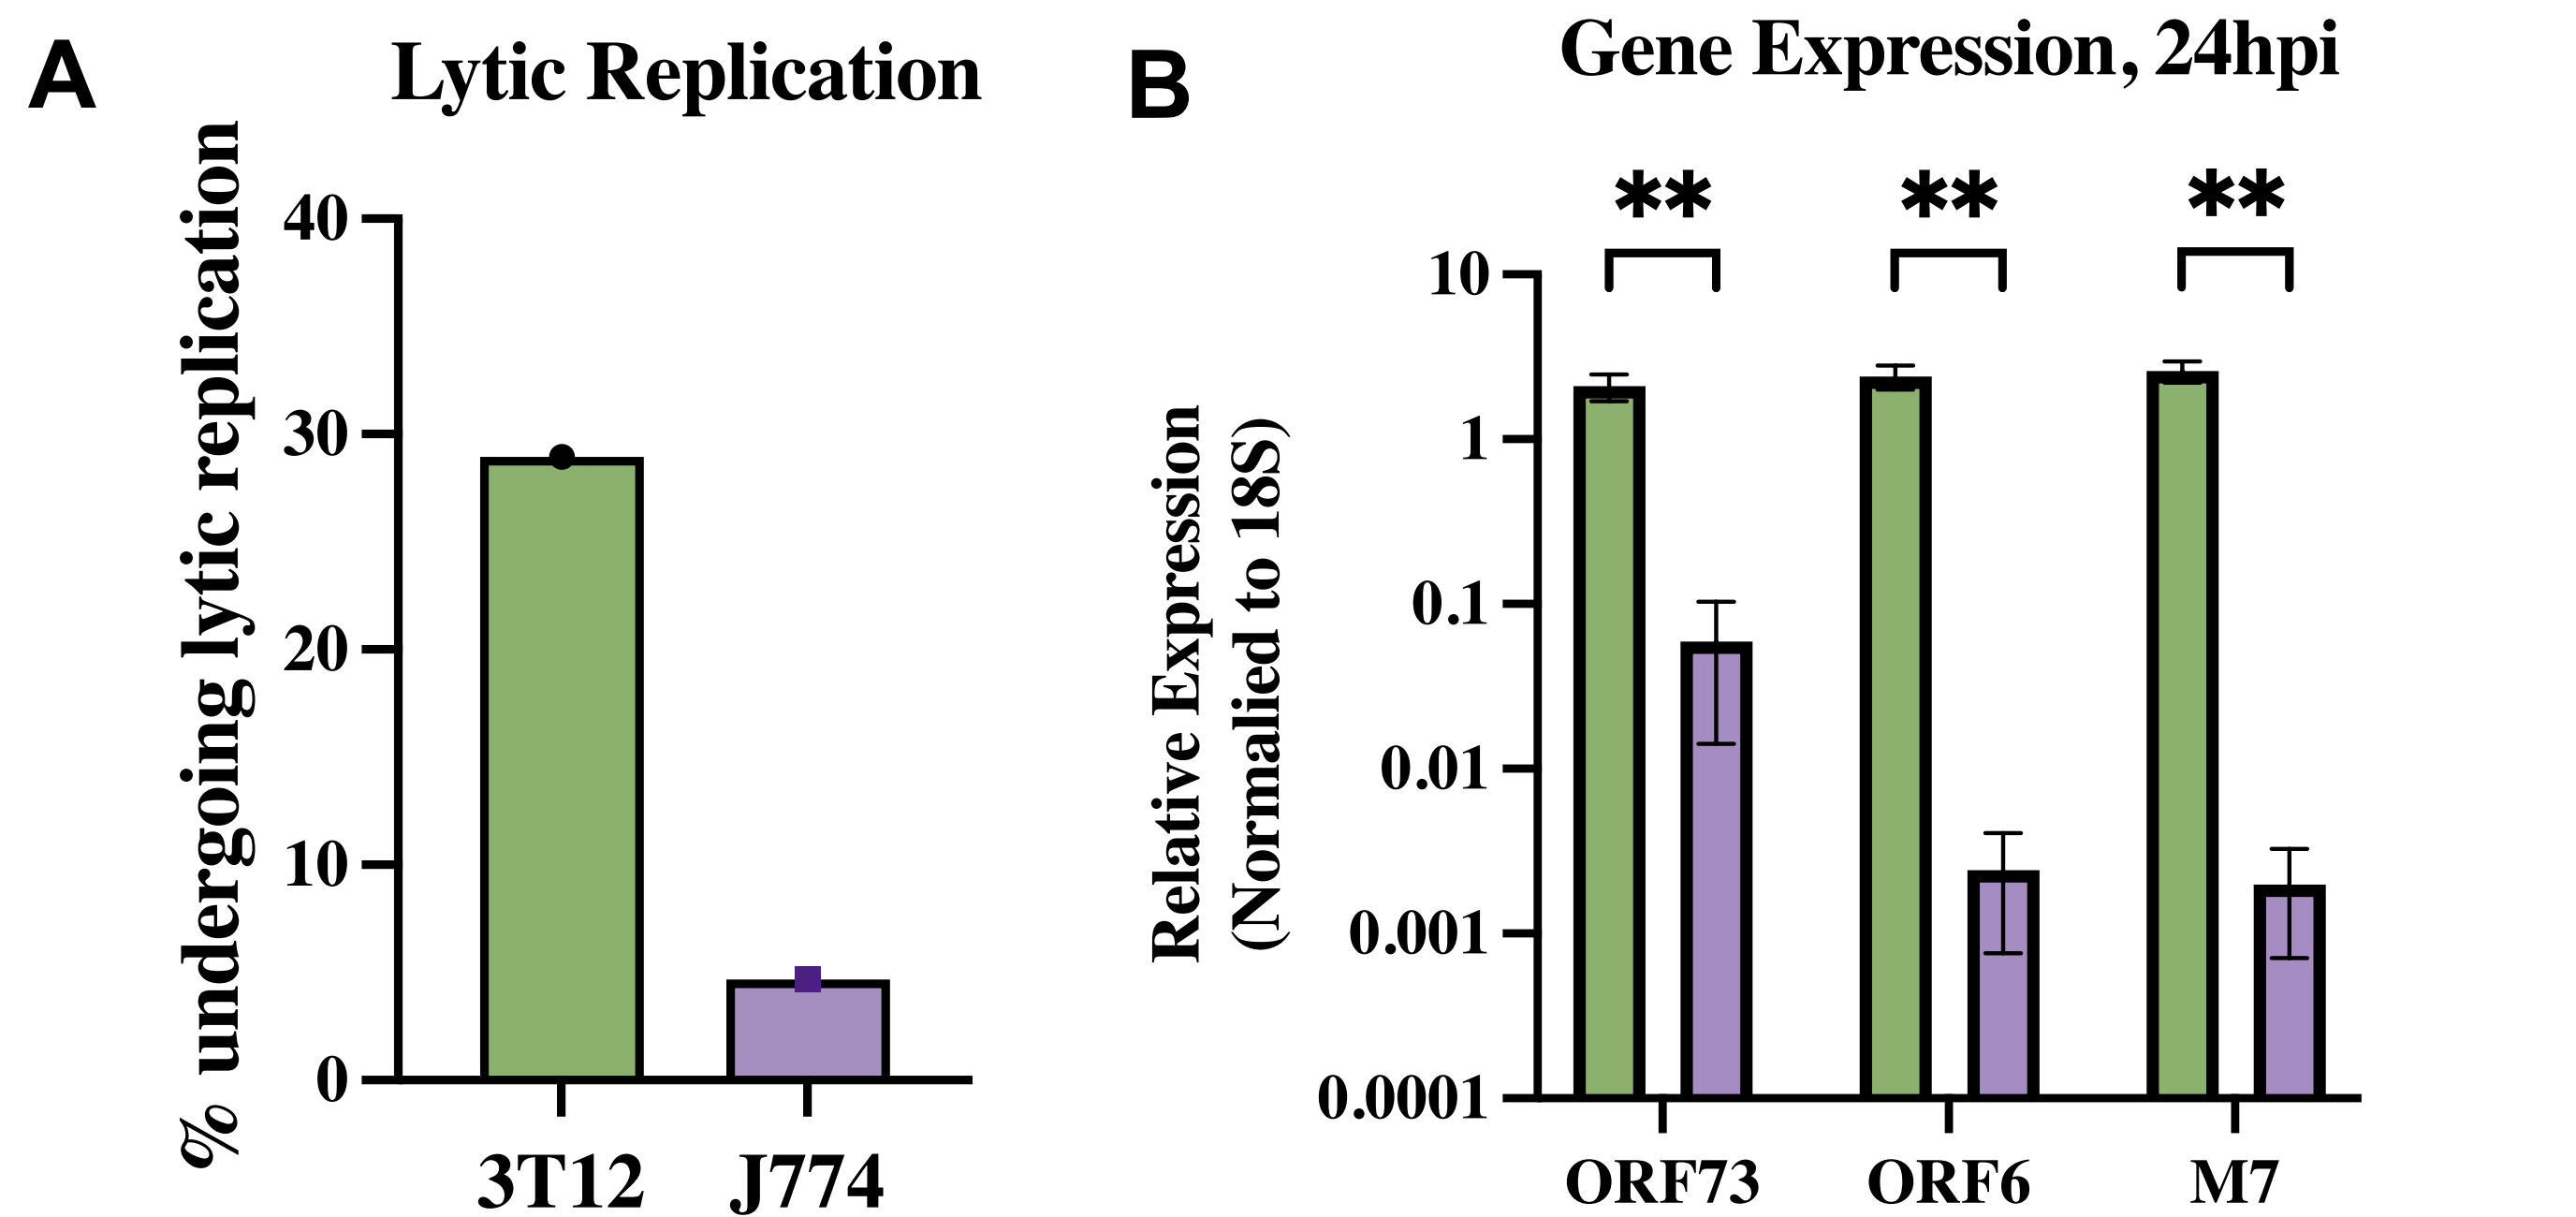 A
Lytic Replication
% undergoing lytic replication
40
30
20
10
0
3T12
J774
B
Gene Expression, 24hpi
Relative Expression
(Normalied to 18S)
**
**
**
10
1
0.1
0.01
0.001
0.0001
ORF73
ORF6
M7